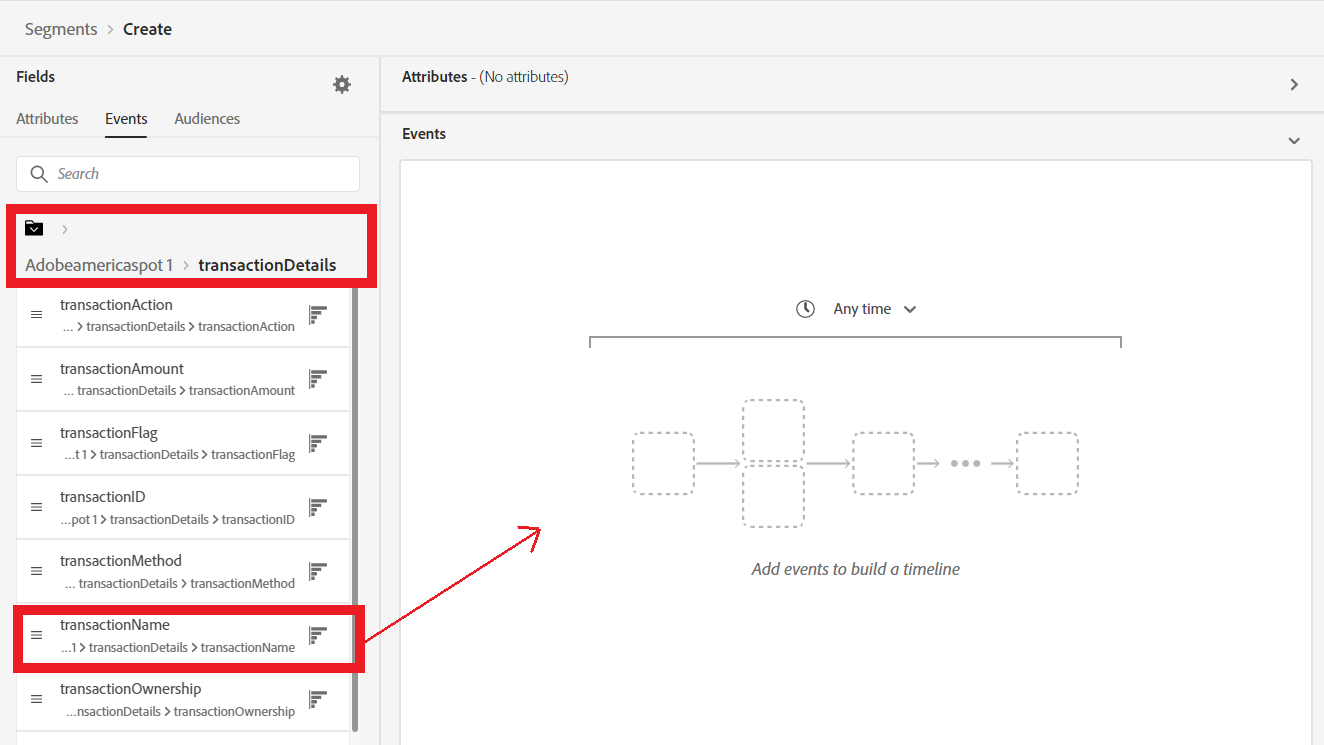 Segments > Create
Fields
Attributes Events Audiences
Search
>
Adobeamericaspot 1 > transactionDetails
transactionAction
... > transactionDetails > transactionAction
transactionAmount
... transactionDetails > transactionAmount
transactionFlag
...t 1 > transactionDetails > transactionFlag
transactionID
...pot 1 > transactionDetails > transactionID
transactionMethod
... transactionDetails > transactionMethod
transactionName
...1 > transactionDetails > transactionName
transactionOwnership
...nsactionDetails > transactionOwnership
Attributes - (No attributes)
Events
Any time
Add events to build a timeline